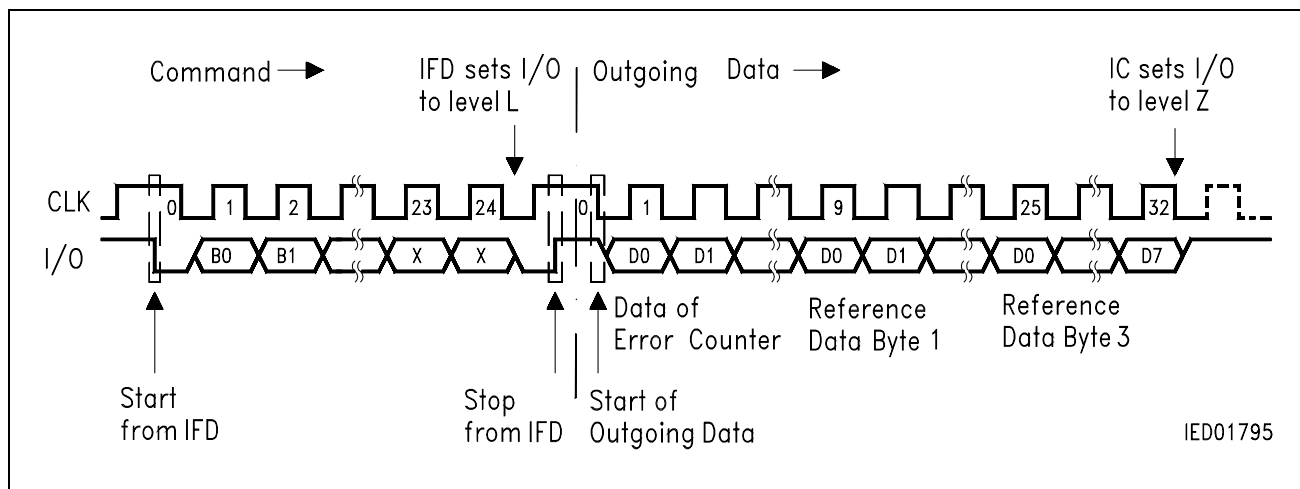 Command
IFD sets I/O
to level L
Outgoing Data
IC sets I/O
to level Z
CLK 0 1 2 23 24 0 1 9 25 32
I/O B0 B1 X X D0 D1 D0 D1 D0 D7
Data of
Error Counter
Reference
Data Byte 1
Reference
Data Byte 3
Start
from IFD
Stop
from IFD
Start of
Outgoing Data
IED01795